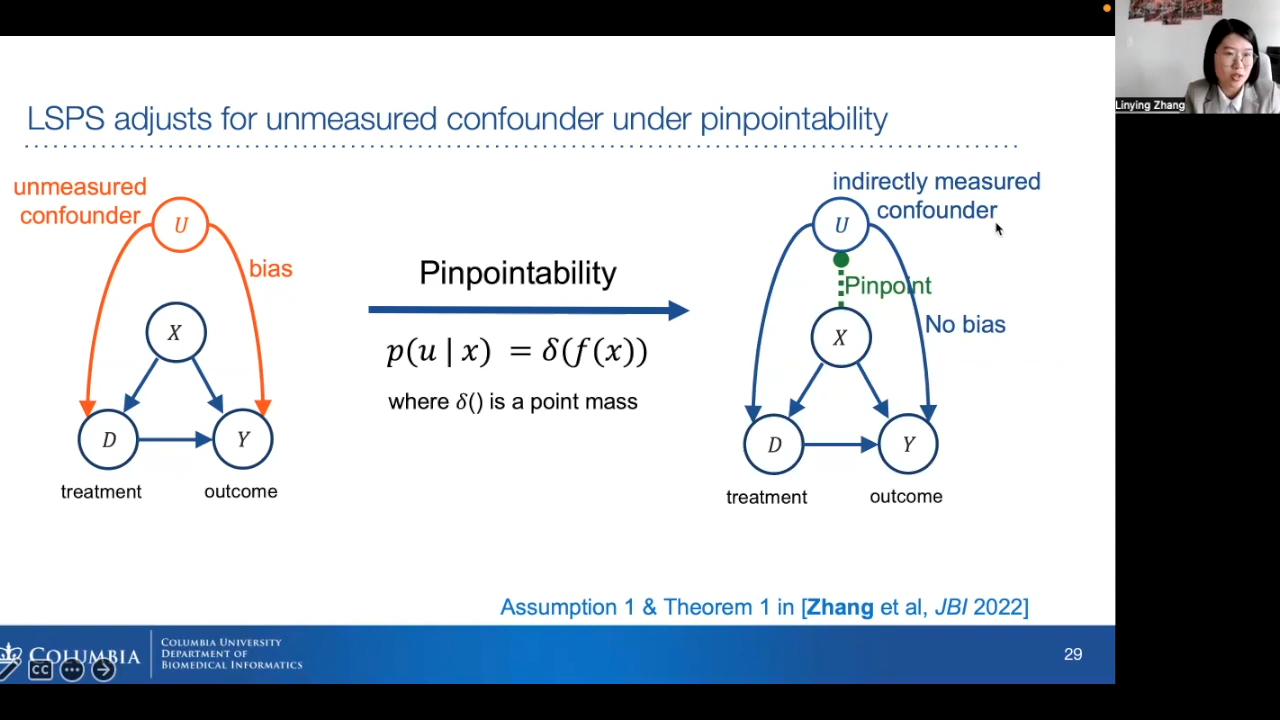 Linying Zhang
LSPS adjusts for unmeasured confounder under pinpointability
unmeasured
confounder
U
bias
X
D
Y
treatment
outcome
Pinpointability
p(u | x) = δ(f(x))
where δ() is a point mass
indirectly measured
confounder
U
Pinpoint
No bias
X
D
Y
treatment
outcome
Assumption 1 & Theorem 1 in [Zhang et al, JBI 2022]
COLUMBIA
COLUMBIA UNIVERSITY
DEPARTMENT OF
BIOMEDICAL INFORMATICS
CC
29